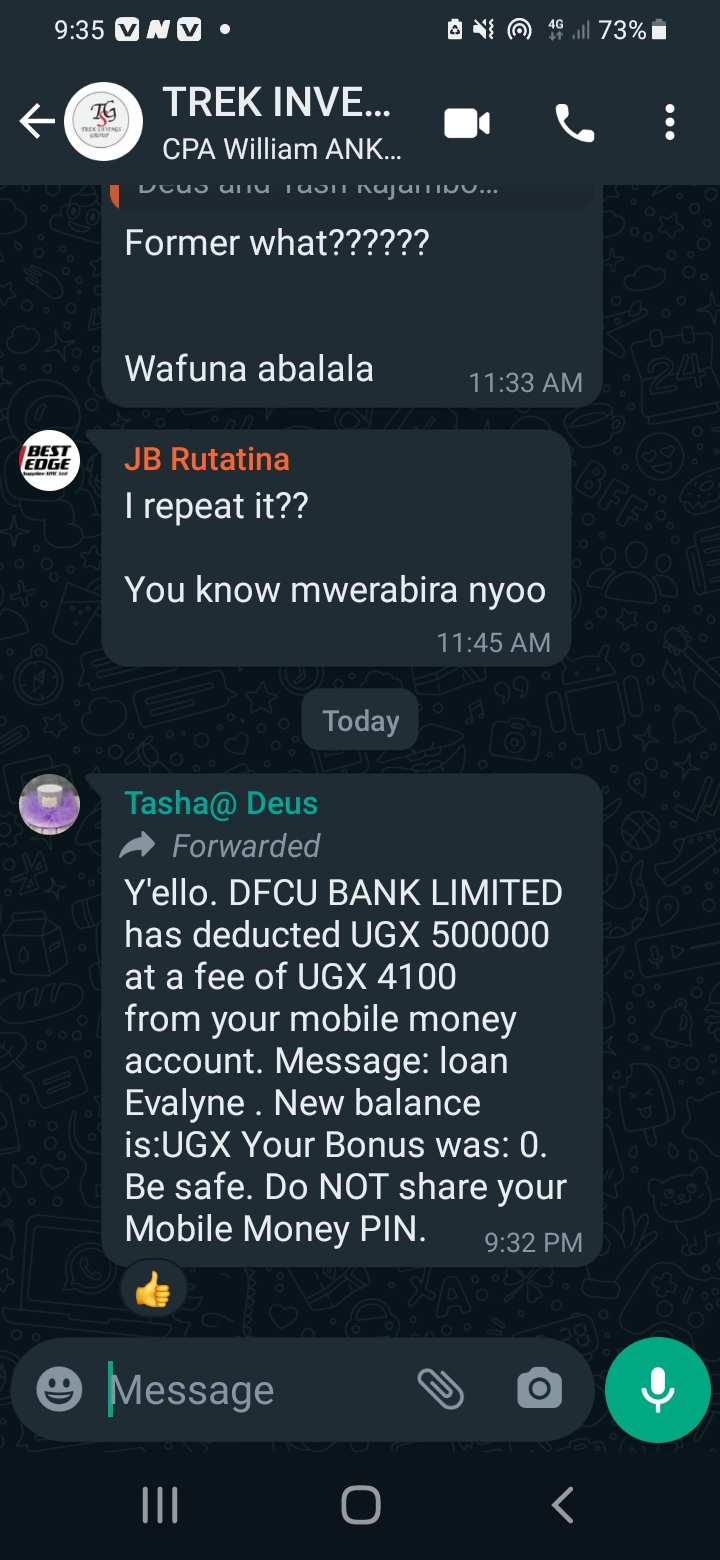 9:35
4G
73%
TREK INVE...
CPA William ANK...
Deus and Tash kajambo...
Former what??????
Wafuna abalala
11:33 AM
BEST
EDGE
JB Rutatina
I repeat it??
You know mwerabira nyoo
11:45 AM
Today
Tasha@ Deus
Forwarded
Y'ello. DFCU BANK LIMITED
has deducted UGX 500000
at a fee of UGX 4100
from your mobile money
account. Message: loan
Evalyne . New balance
is:UGX Your Bonus was: 0.
Be safe. Do NOT share your
Mobile Money PIN.
9:32 PM
Message